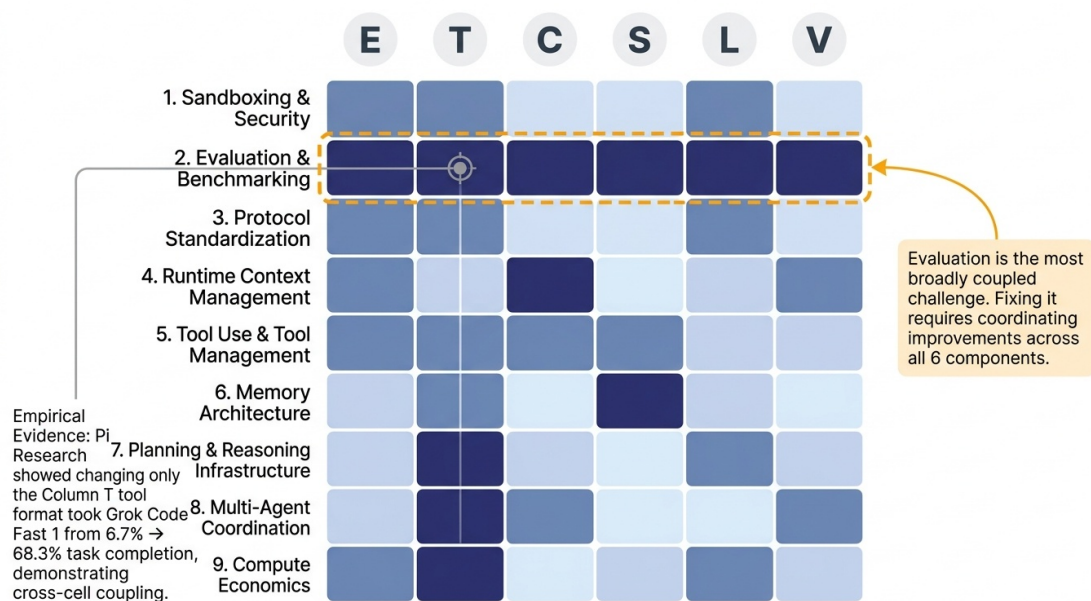 E T C S L V
1. Sandboxing &
Security
2. Evaluation &
Benchmarking
3. Protocol
Standardization
4. Runtime Context
Management
5. Tool Use & Tool
Management
6. Memory
Architecture
7. Planning & Reasoning
Infrastructure
8. Multi-Agent
Coordination
9. Compute
Economics
Evaluation is the most
broadly coupled
challenge. Fixing it
requires coordinating
improvements across
all 6 components.
Empirical
Evidence: Pi
Research
showed changing only
the Column T tool
format took Grok Code
Fast 1 from 6.7% →
68.3% task completion,
demonstrating
cross-cell coupling.